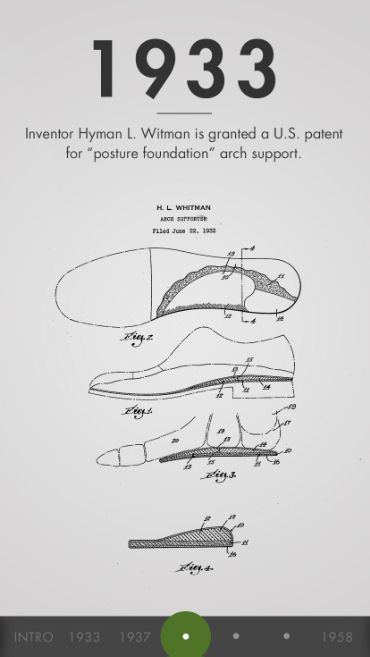 1933
Inventor Hyman L. Witman is granted a U.S. patent
for “posture foundation” arch support.
H. L. WHITMAN
ARCH SUPPORTER
Filed June 22, 1932
Fig. 2.
Fig. 1.
Fig. 3.
Fig. 4.
INTRO 1933 1937 1958